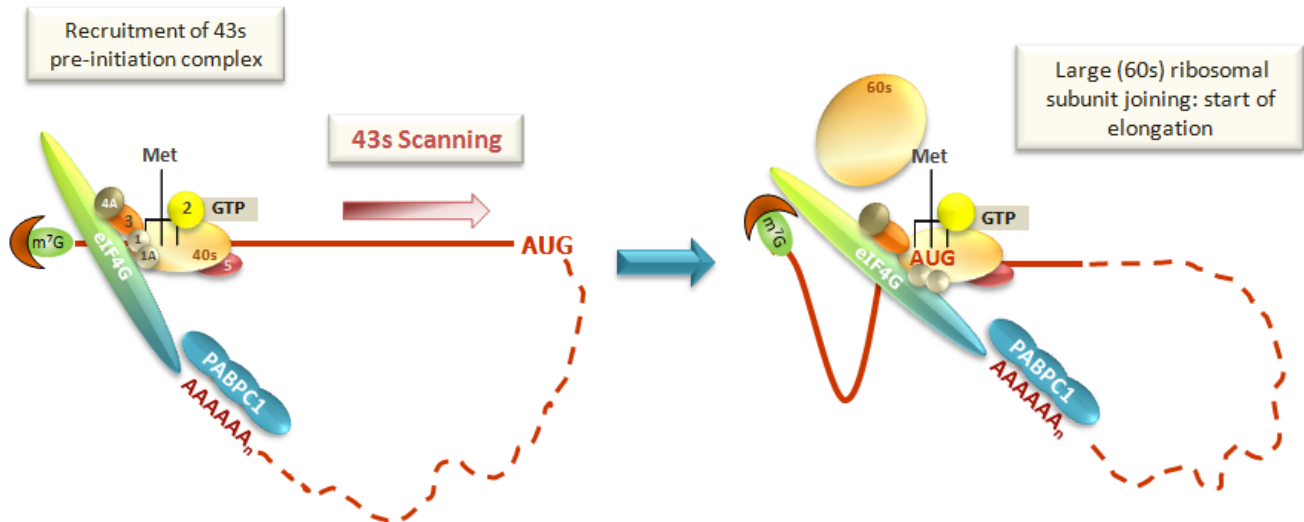 Recruitment of 43s
pre-initiation complex
43s Scanning
Met
4A
3
2
GTP
m⁷G
1
1A
40s
5
eIF4G
AUG
PABPC1
AAAAAAₙ
Large (60s) ribosomal
subunit joining: start of
elongation
60s
Met
GTP
m⁷G
AUG
eIF4G
PABPC1
AAAAAAₙ